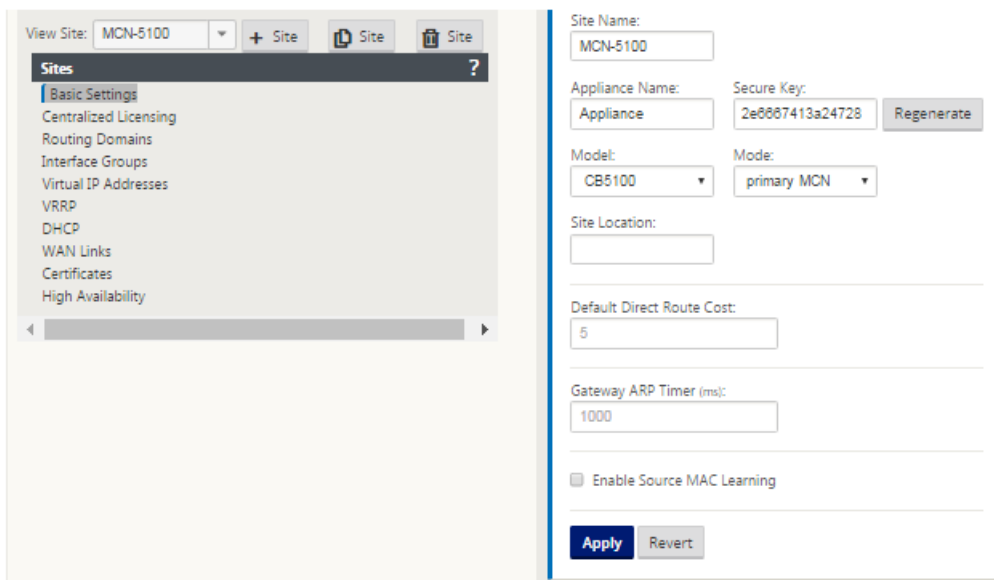 View Site: MCN-5100 + Site Site Site
Sites ?
Basic Settings
Centralized Licensing
Routing Domains
Interface Groups
Virtual IP Addresses
VRRP
DHCP
WAN Links
Certificates
High Availability
Site Name:
MCN-5100
Appliance Name: Secure Key:
Appliance 2e6667413a24728 Regenerate
Model: Mode:
CB5100 primary MCN
Site Location:
Default Direct Route Cost:
5
Gateway ARP Timer (ms):
1000
Enable Source MAC Learning
Apply Revert